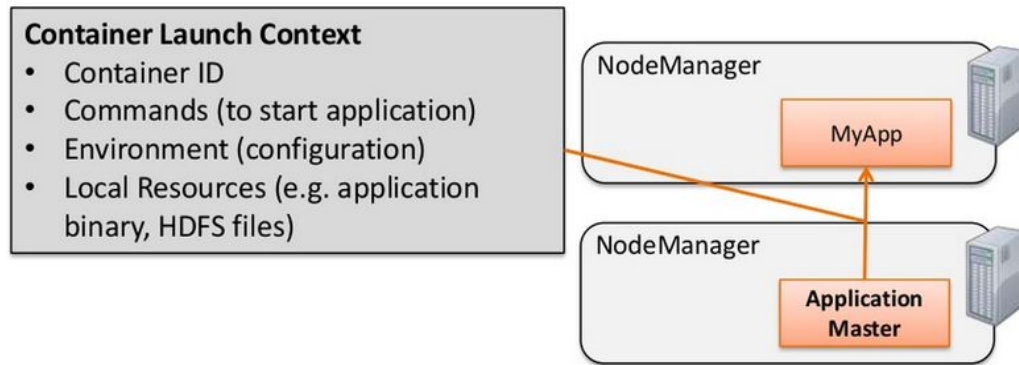 Container Launch Context
• Container ID
• Commands (to start application)
• Environment (configuration)
• Local Resources (e.g. application
binary, HDFS files)
NodeManager
MyApp
NodeManager
Application
Master